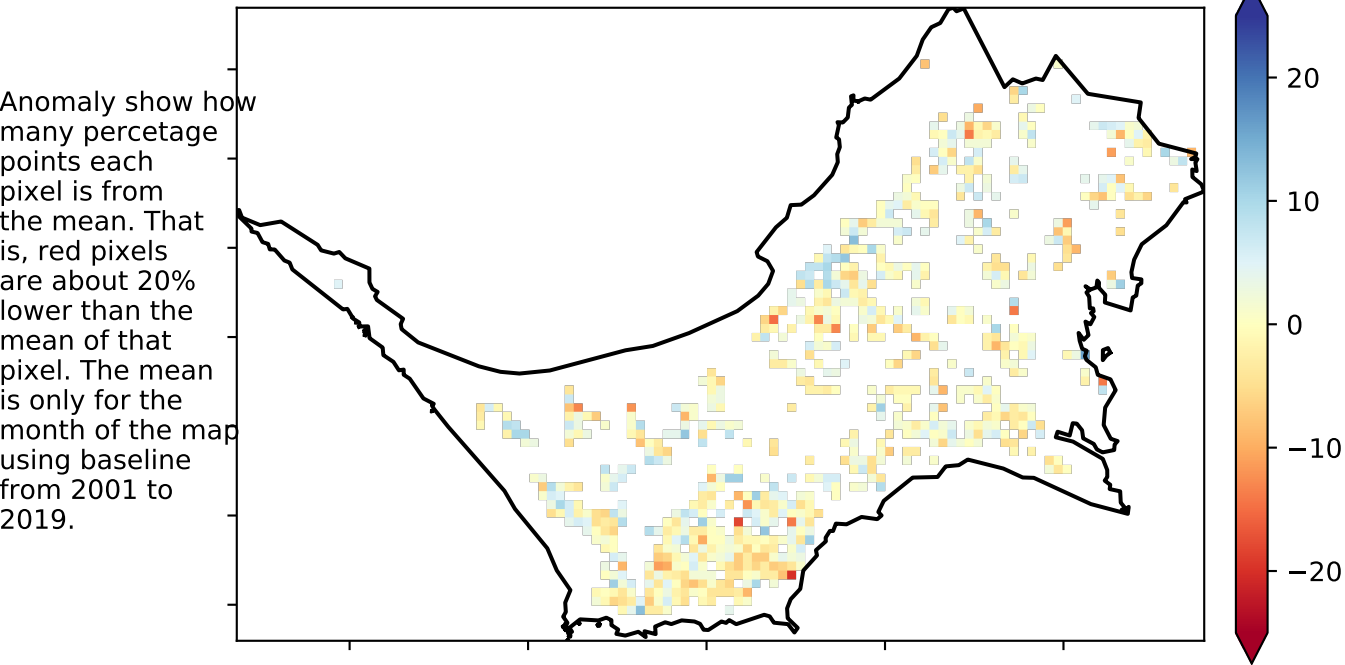 Anomaly show how
many percetage
points each
pixel is from
the mean. That
is, red pixels
are about 20%
lower than the
mean of that
pixel. The mean
is only for the
month of the map
using baseline
from 2001 to
2019.
20
10
0
−10
−20